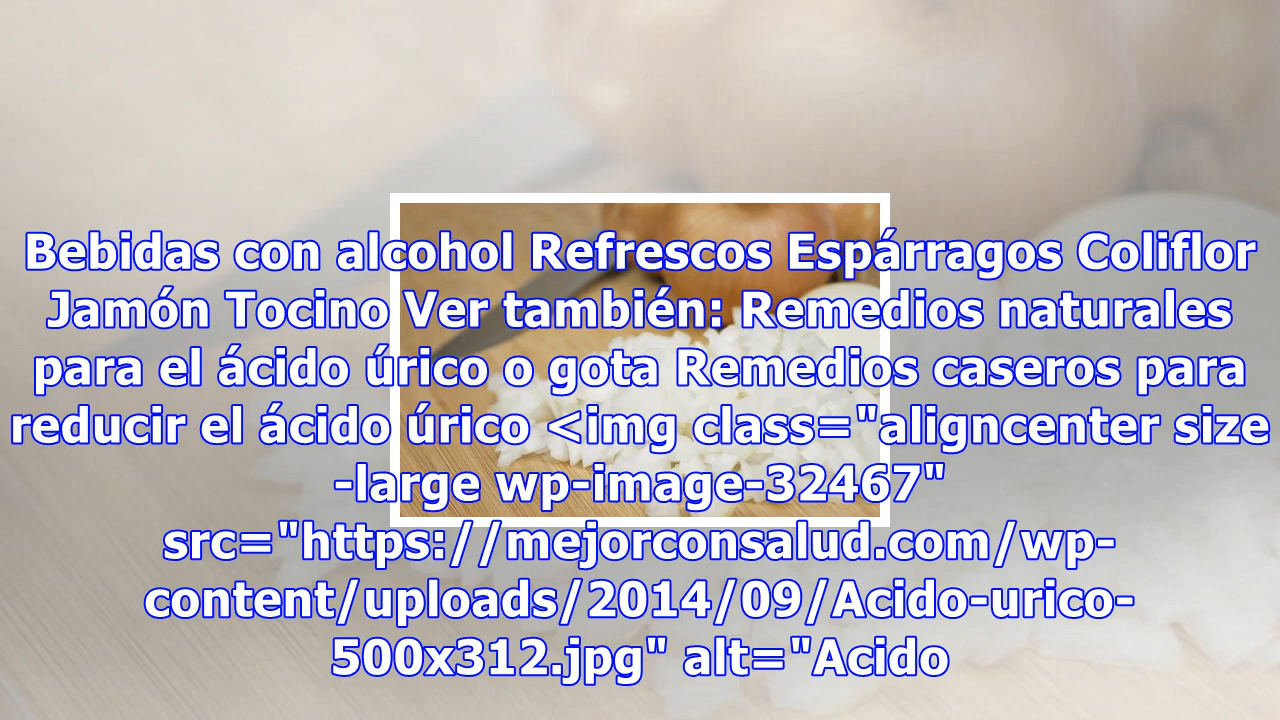 Bebidas con alcohol Refrescos Espárragos Coliflor
Jamón Tocino Ver también: Remedios naturales
para el ácido úrico o gota Remedios caseros para
reducir el ácido úrico <img class="aligncenter size
-large wp-image-32467"
src="https://mejorconsalud.com/wp-
content/uploads/2014/09/Acido-urico-
500x312.jpg" alt="Acido